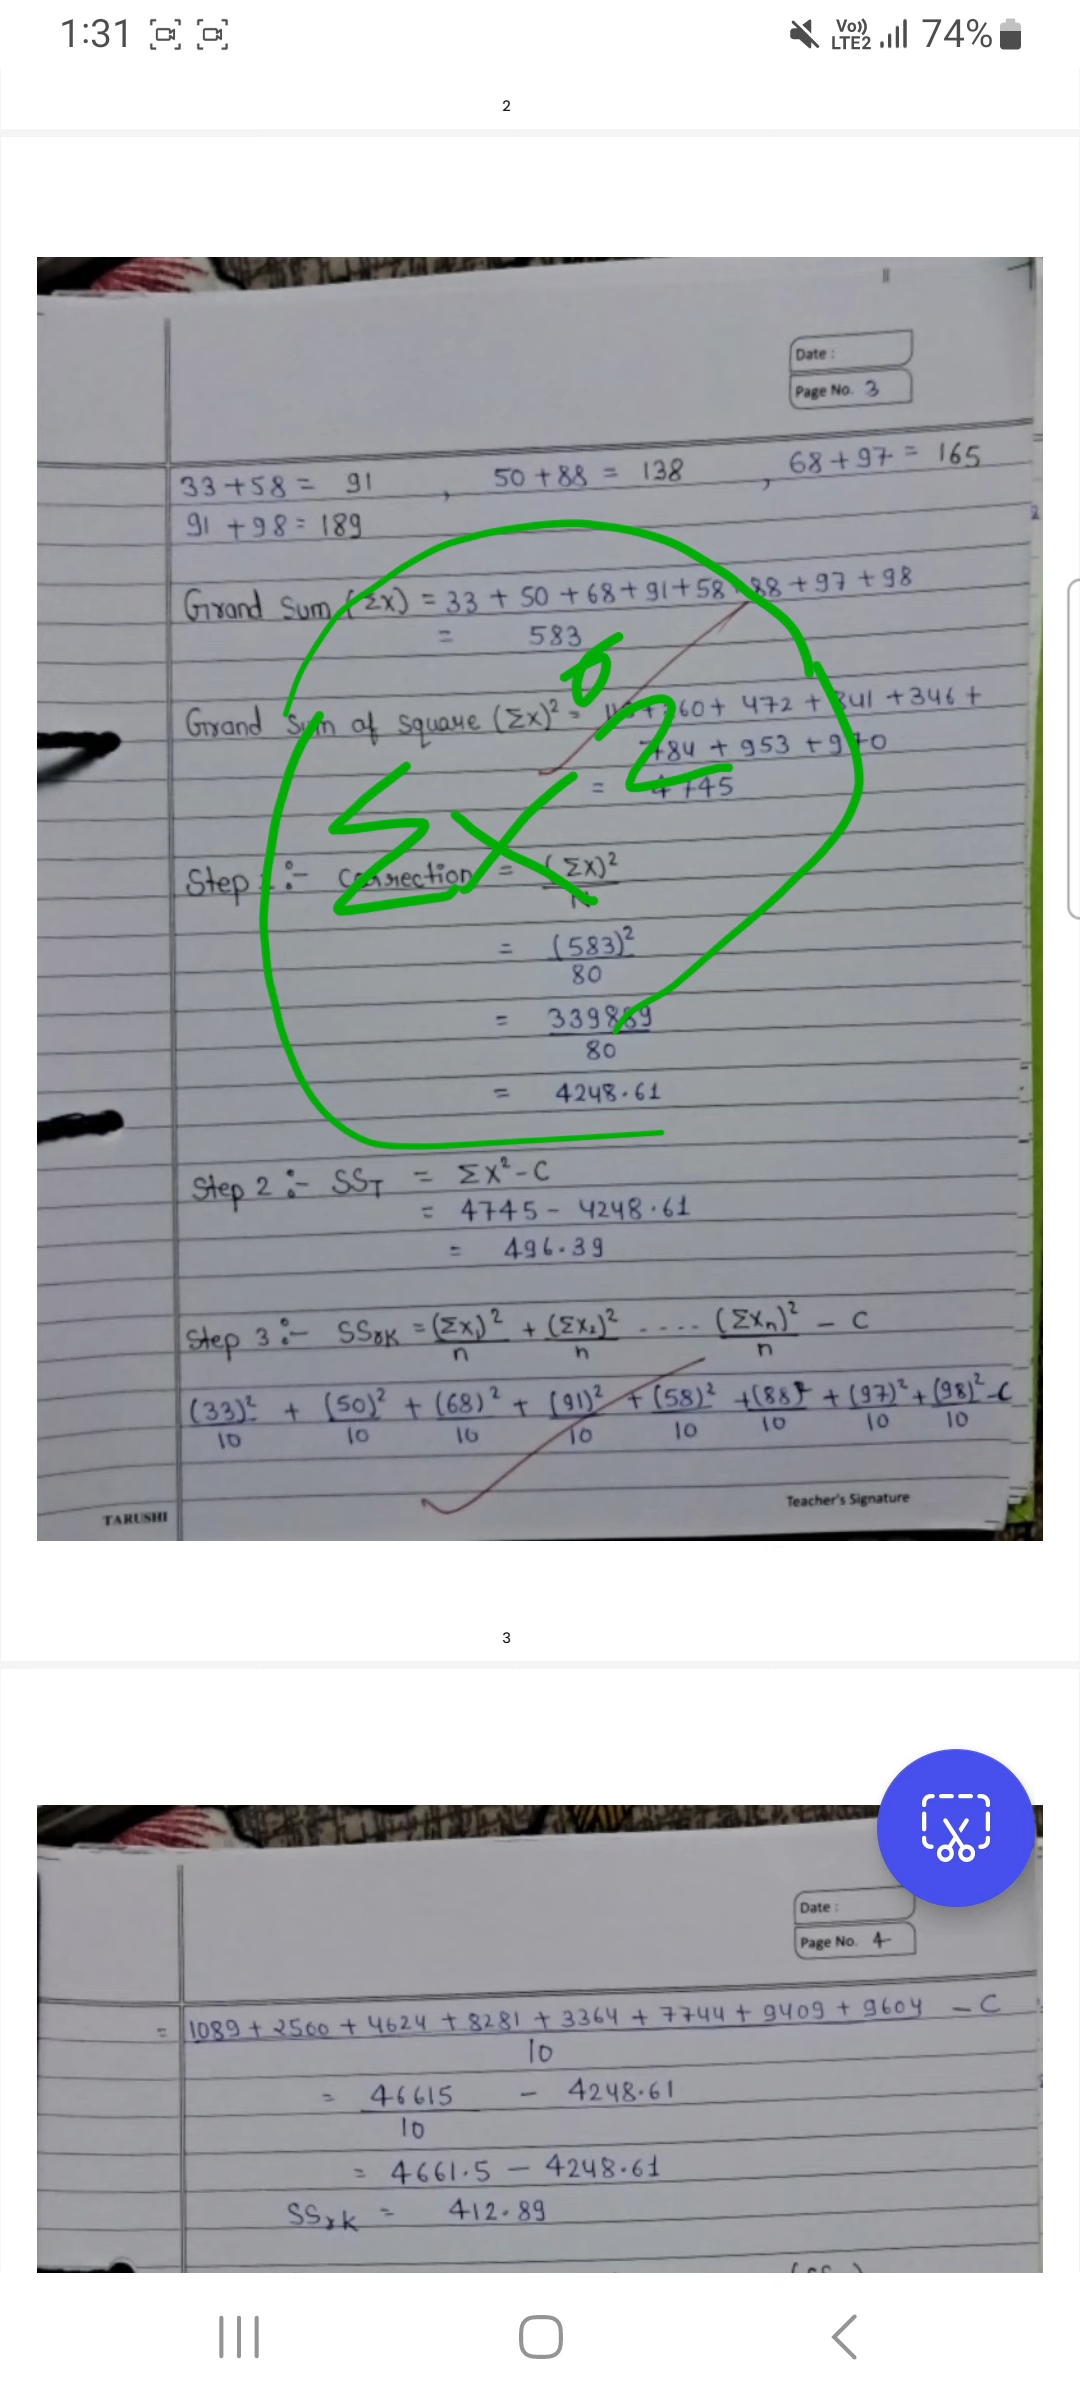 1:31 Vo)) LTE2 74%
2
Date :
Page No. 3
33 + 58 = 91 , 50 + 88 = 138 , 68 + 97 = 165
91 + 98 = 189
Grand Sum (Σx) = 33 + 50 + 68 + 91 + 58 88 + 97 + 98
= 583
Grand Sum of square (Σx)² = 60 + 472 + 841 + 346 +
784 + 953 + 970
= 4745
Σx²
Step :- Correction = (Σx)²
N
= (583)²
80
= 339889
80
= 4248.61
Step 2 :- SST = Σx² - C
= 4745 - 4248.61
= 496.39
Step 3 :- SS = (Σx₁)² + (Σx₂)² .... (Σxn)² - C
n n n
(33)² + (50)² + (68)² + (91)² + (58)² + (88)² + (97)² + (98)² - C
10 10 10 10 10 10 10 10
TARUSHI
Teacher's Signature
3
Date :
Page No. 4
= 1089 + 2500 + 4624 + 8281 + 3364 + 7744 + 9409 + 9604 - C
10
= 46615 - 4248.61
10
= 4661.5 - 4248.61
SS = 412.89